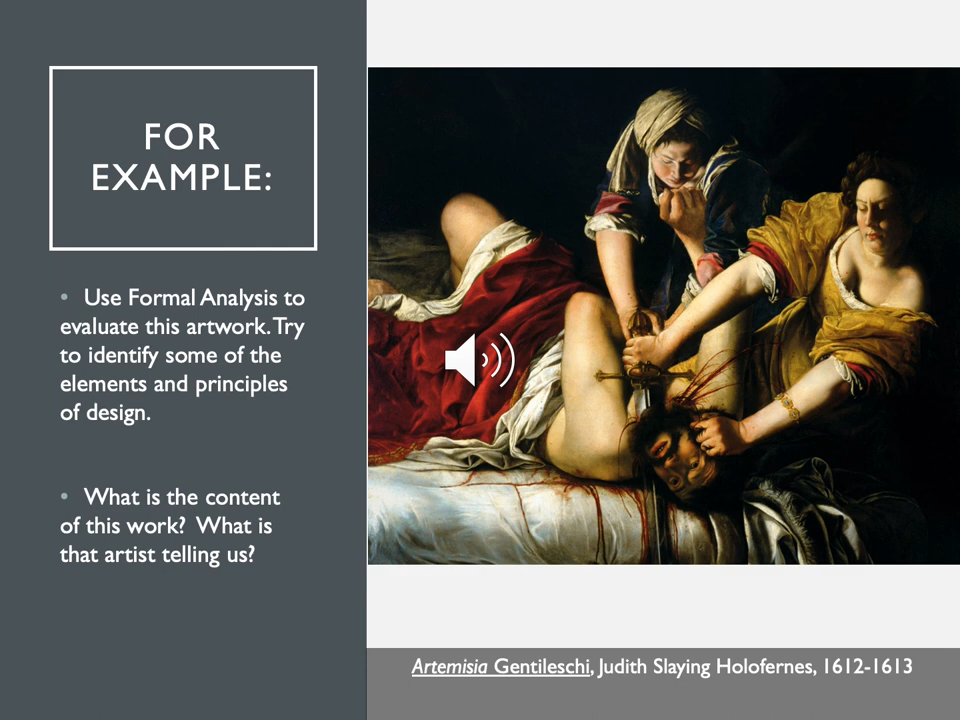 FOR
EXAMPLE:
• Use Formal Analysis to
evaluate this artwork. Try
to identify some of the
elements and principles
of design.
• What is the content
of this work? What is
that artist telling us?
Artemisia Gentileschi, Judith Slaying Holofernes, 1612-1613